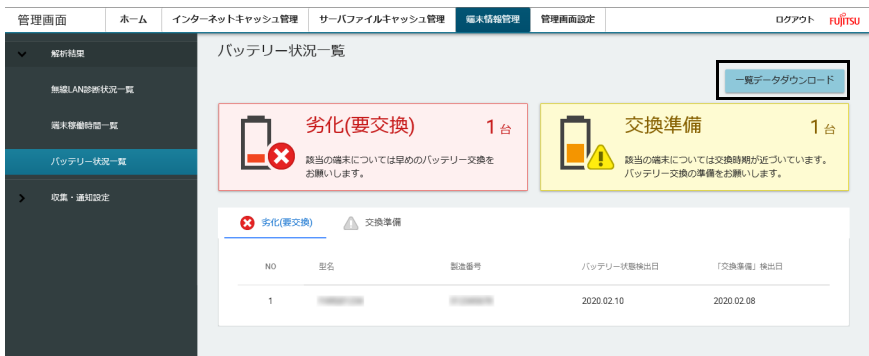 管理画面
ホーム
インターネットキャッシュ管理
サーバファイルキャッシュ管理
端末情報管理
管理画面設定
ログアウト
FUJITSU
解析結果
無線LAN診断状況一覧
端末稼働時間一覧
バッテリー状況一覧
収集・通知設定
バッテリー状況一覧
一覧データダウンロード
劣化(要交換)
1 台
該当の端末については早めのバッテリー交換を
お願いします。
交換準備
1 台
該当の端末については交換時期が近づいています。
バッテリー交換の準備をお願いします。
劣化(要交換)
交換準備
NO 型名 製造番号 バッテリー状態検出日 「交換準備」検出日
1 2020.02.10 2020.02.08